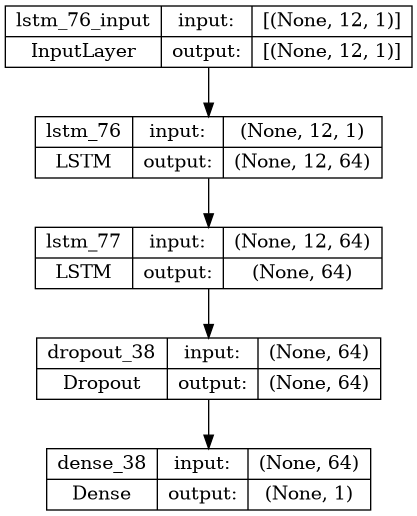 lstm_76_input input: [(None, 12, 1)]
InputLayer output: [(None, 12, 1)]
lstm_76 input: (None, 12, 1)
LSTM output: (None, 12, 64)
lstm_77 input: (None, 12, 64)
LSTM output: (None, 64)
dropout_38 input: (None, 64)
Dropout output: (None, 64)
dense_38 input: (None, 64)
Dense output: (None, 1)